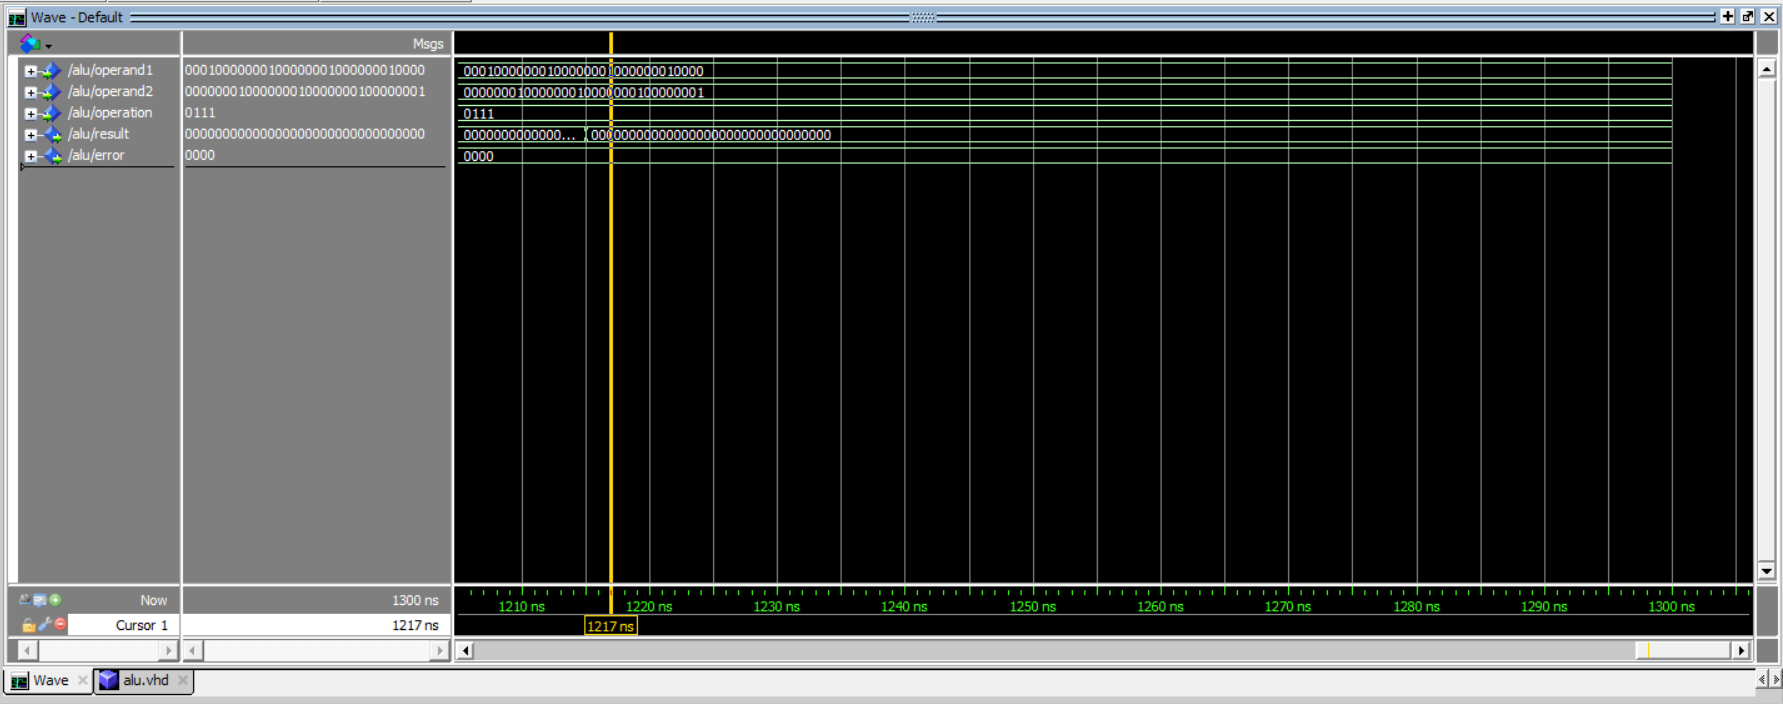 Wave - Default
Msgs
/alu/operand1 00010000000100000001000000010000 00010000000100000001000000010000
/alu/operand2 00000001000000010000000100000001 00000001000000010000000100000001
/alu/operation 0111 0111
/alu/result 00000000000000000000000000000000 0000000000000... 00000000000000000000000000000000
/alu/error 0000 0000
Now 1300 ns 1210 ns 1220 ns 1230 ns 1240 ns 1250 ns 1260 ns 1270 ns 1280 ns 1290 ns 1300 ns
Cursor 1 1217 ns 1217 ns
Wave alu.vhd